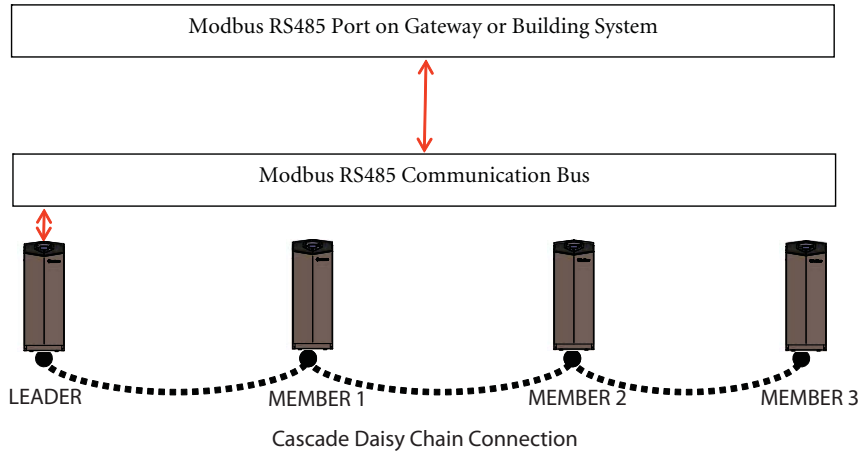 Modbus RS485 Port on Gateway or Building System
Modbus RS485 Communication Bus
LEADER
MEMBER 1
MEMBER 2
MEMBER 3
Cascade Daisy Chain Connection